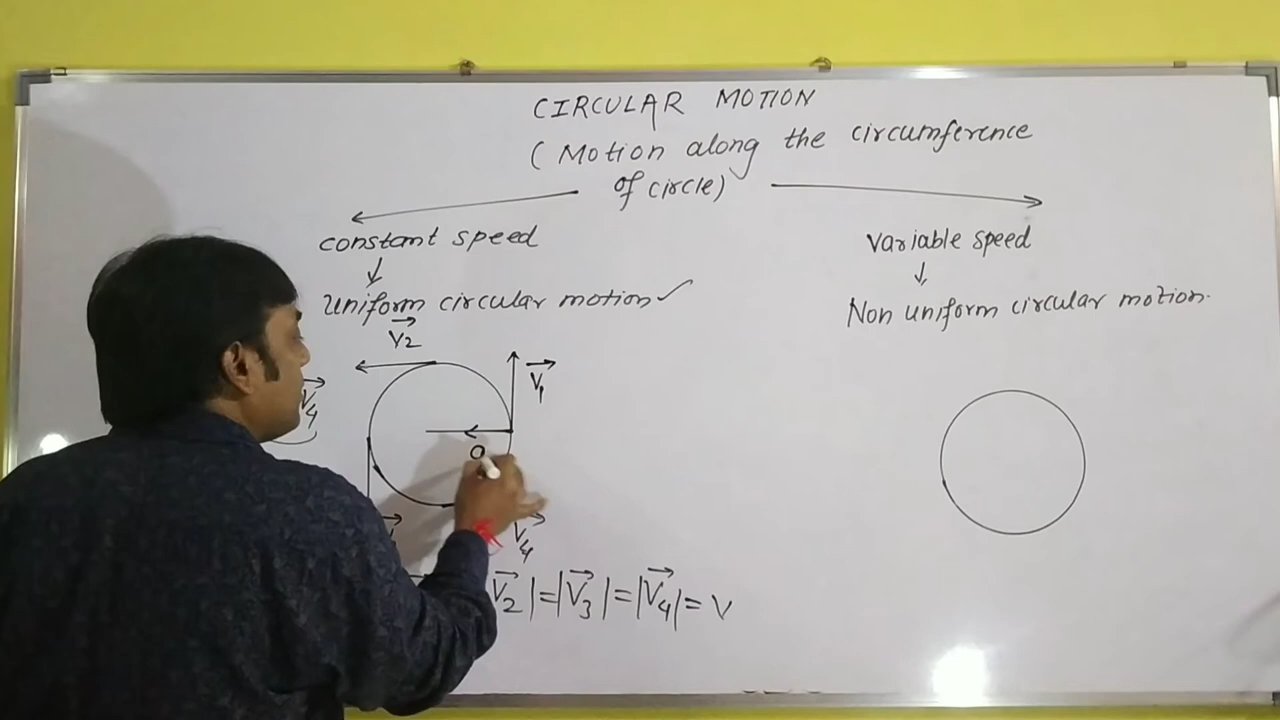 CIRCULAR MOTION
(Motion along the circumference
of circle)
constant speed
Variable speed
Uniform circular motion ✓
Non uniform circular motion.
V2
V1
V4
a
V4
V2|=|V3|=|V4|= V